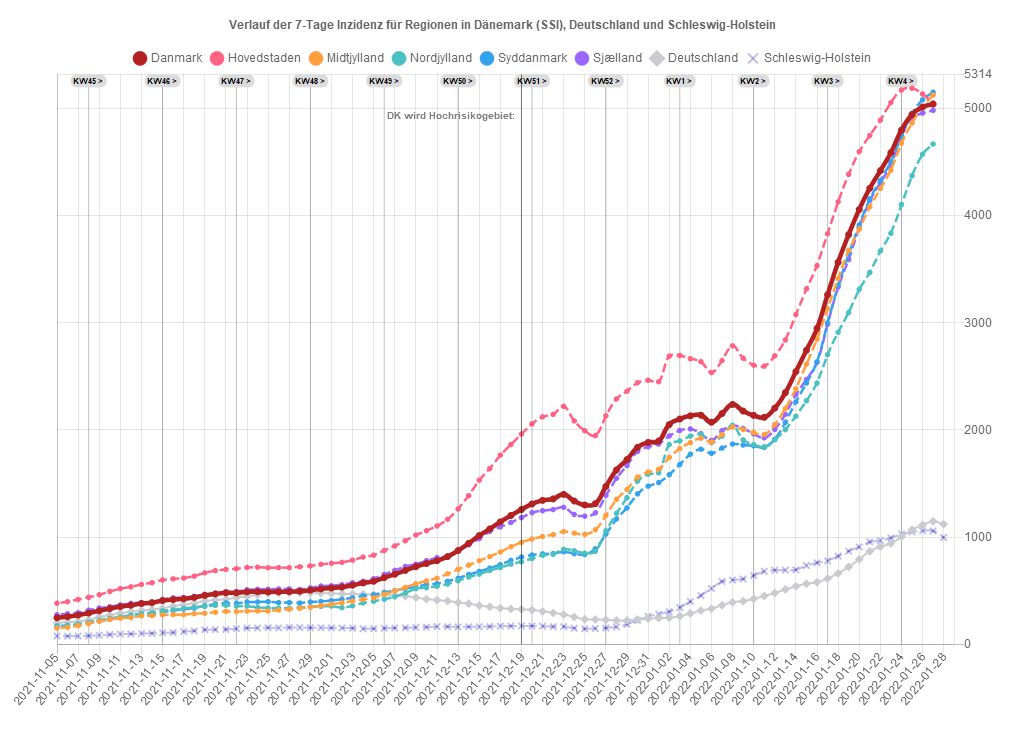 Verlauf der 7-Tage Inzidenz für Regionen in Dänemark (SSI), Deutschland und Schleswig-Holstein
Danmark Hovedstaden Midtjylland Nordjylland Syddanmark Sjælland Deutschland Schleswig-Holstein
KW45 > KW46 > KW47 > KW48 > KW49 > KW50 > KW51 > KW52 > KW1 > KW2 > KW3 > KW4 >
DK wird Hochrisikogebiet:
5314
5000
4000
3000
2000
1000
0
2021-11-05 2021-11-07 2021-11-09 2021-11-11 2021-11-13 2021-11-15 2021-11-17 2021-11-19 2021-11-21 2021-11-23 2021-11-25 2021-11-27 2021-11-29 2021-12-01 2021-12-03 2021-12-05 2021-12-07 2021-12-09 2021-12-11 2021-12-13 2021-12-15 2021-12-17 2021-12-19 2021-12-21 2021-12-23 2021-12-25 2021-12-27 2021-12-29 2021-12-31 2022-01-02 2022-01-04 2022-01-06 2022-01-08 2022-01-10 2022-01-12 2022-01-14 2022-01-16 2022-01-18 2022-01-20 2022-01-22 2022-01-24 2022-01-26 2022-01-28